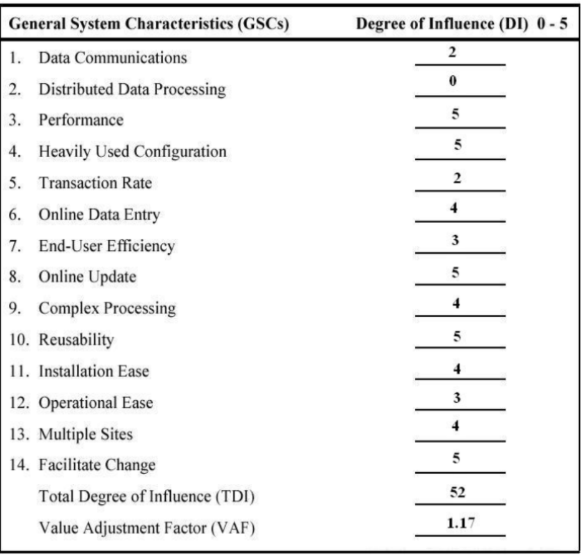 General System Characteristics (GSCs) Degree of Influence (DI) 0 - 5
1. Data Communications 2
2. Distributed Data Processing 0
3. Performance 5
4. Heavily Used Configuration 5
5. Transaction Rate 2
6. Online Data Entry 4
7. End-User Efficiency 3
8. Online Update 5
9. Complex Processing 4
10. Reusability 5
11. Installation Ease 4
12. Operational Ease 3
13. Multiple Sites 4
14. Facilitate Change 5
Total Degree of Influence (TDI) 52
Value Adjustment Factor (VAF) 1.17